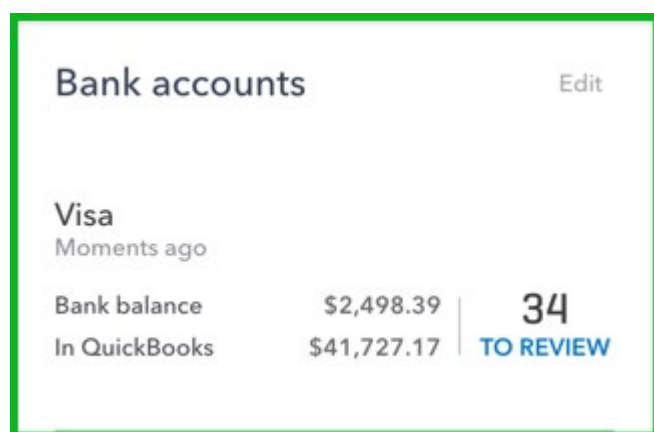 Bank accounts Edit
Visa
Moments ago
Bank balance $2,498.39 34
In QuickBooks $41,727.17 TO REVIEW